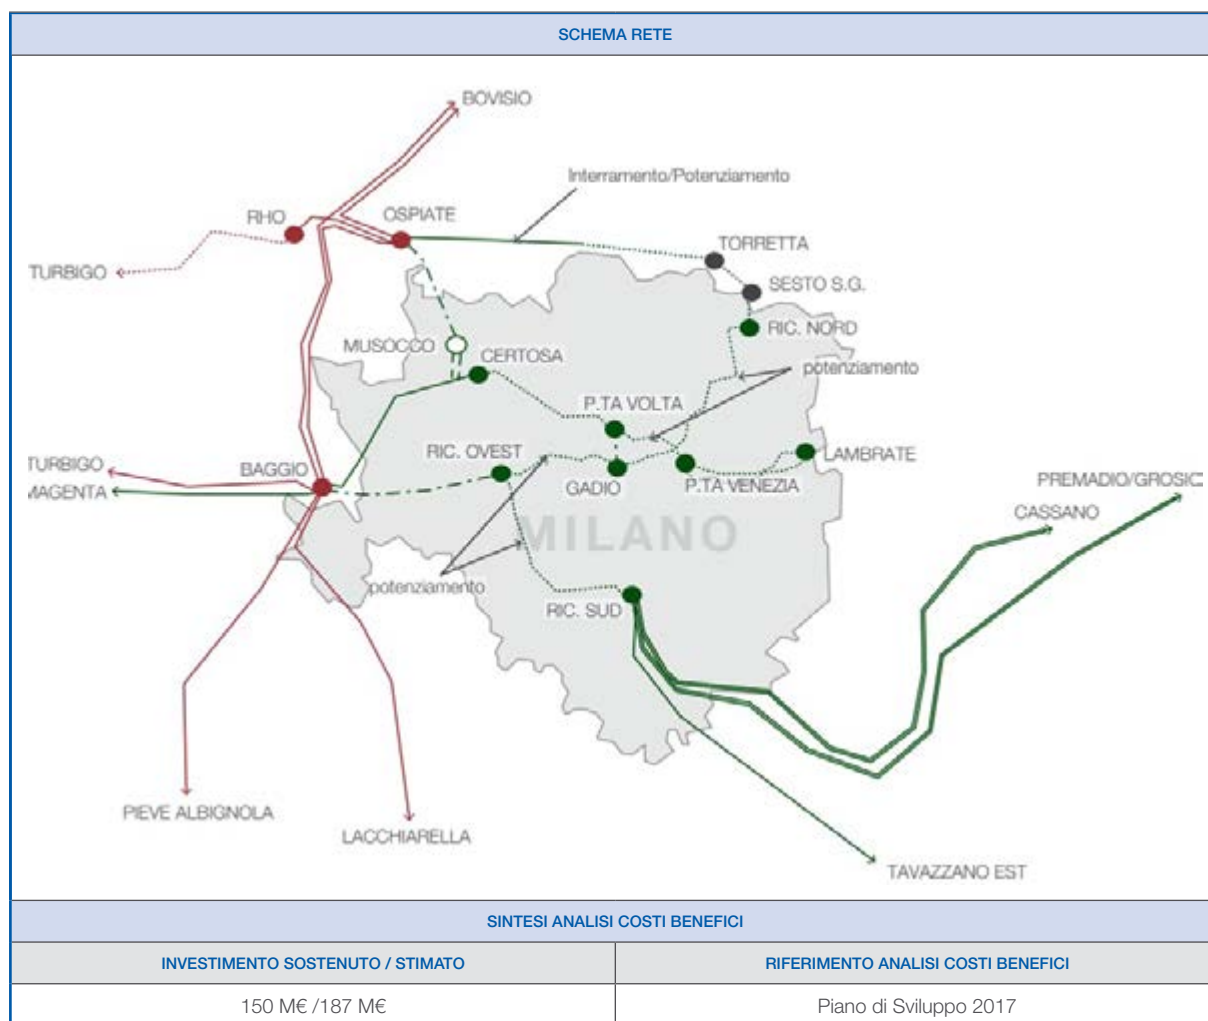 SCHEMA RETE
BOVISIO
Interramento/Potenziamento
RHO
OSPIATE
TORRETTA
TURBIGO
SESTO S.G.
RIC. NORD
MUSOCCO
CERTOSA
potenziamento
P.TA VOLTA
RIC. OVEST
LAMBRATE
TURBIGO
BAGGIO
GADIO
P.TA VENEZIA
PREMADIO/GROSIO
MAGENTA
CASSANO
MILANO
potenziamento
RIC. SUD
PIEVE ALBIGNOLA
LACCHIARELLA
TAVAZZANO EST
SINTESI ANALISI COSTI BENEFICI
INVESTIMENTO SOSTENUTO / STIMATO
RIFERIMENTO ANALISI COSTI BENEFICI
150 M€ /187 M€
Piano di Sviluppo 2017